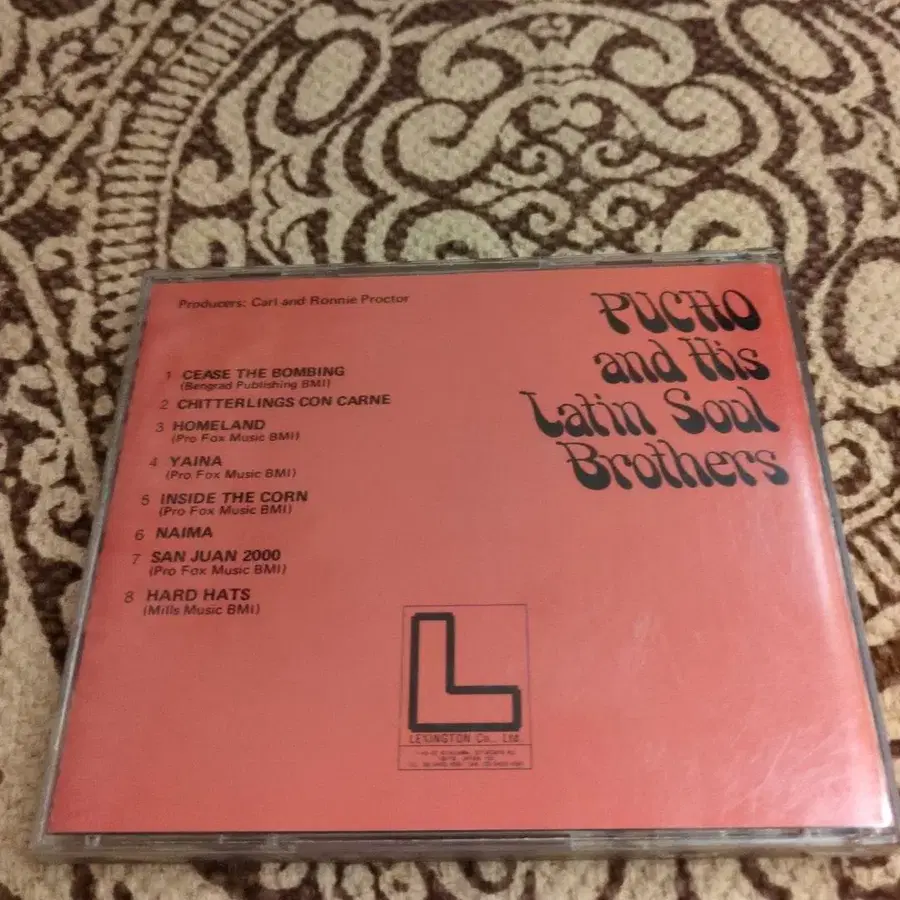 Producers: Carl and Ronnie Proctor
PUCHO
and His
Latin Soul
Brothers
1 CEASE THE BOMBING
(Bengrad Publishing BMI)
2 CHITTERLINGS CON CARNE
3 HOMELAND
(Pro Fox Music BMI)
4 YAINA
(Pro Fox Music BMI)
5 INSIDE THE CORN
(Pro Fox Music BMI)
6 NAIMA
7 SAN JUAN 2000
(Pro Fox Music BMI)
8 HARD HATS
(Mills Music BMI)
L
LEXINGTON Co., Ltd.